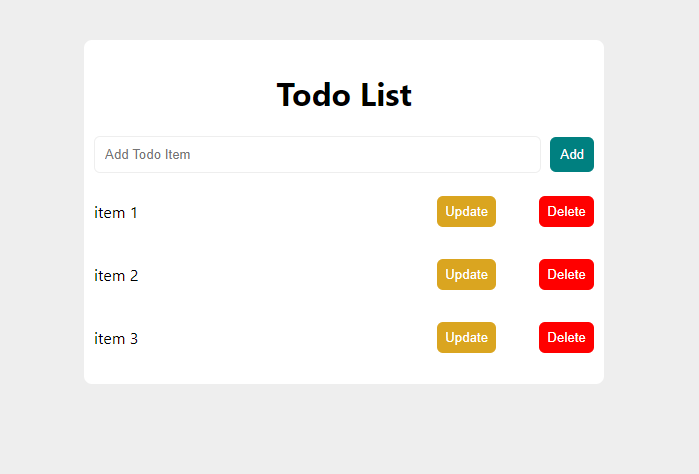 Todo List
Add Todo Item Add
item 1 Update Delete
item 2 Update Delete
item 3 Update Delete